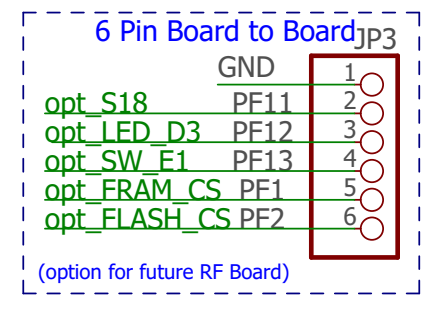 6 Pin Board to Board
JP3
GND 1
opt_S18 PF11 2
opt_LED_D3 PF12 3
opt_SW_E1 PF13 4
opt_FRAM_CS PF1 5
opt_FLASH_CS PF2 6
(option for future RF Board)